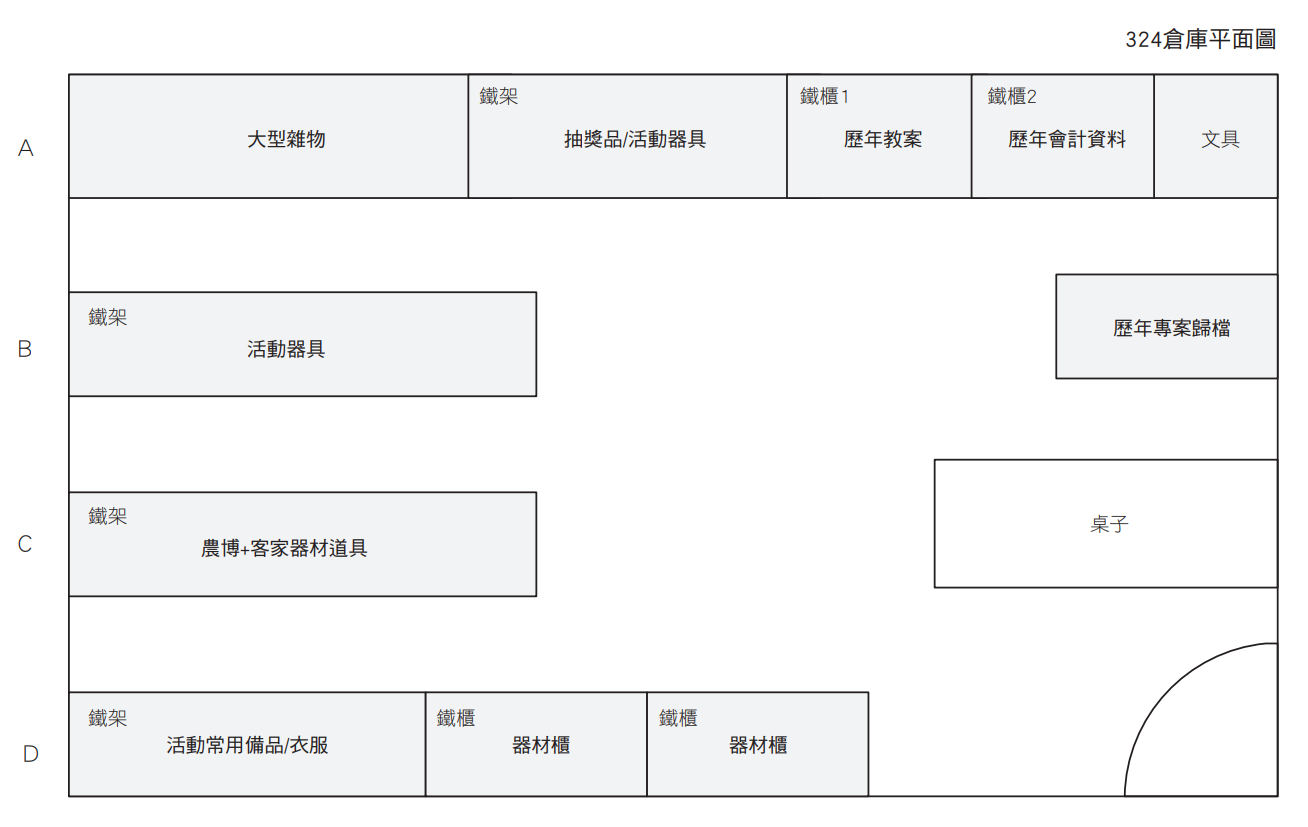 324倉庫平面圖
A
大型雜物
鐵架
抽獎品/活動器具
鐵櫃1
歷年教案
鐵櫃2
歷年會計資料
文具
B
鐵架
活動器具
歷年專案歸檔
C
鐵架
農博+客家器材道具
桌子
D
鐵架
活動常用備品/衣服
鐵櫃
器材櫃
鐵櫃
器材櫃